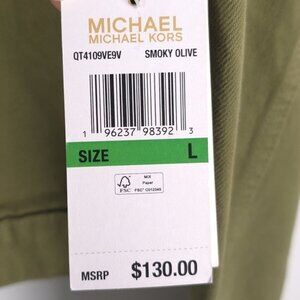 MICHAEL
MICHAEL KORS
QT4109VE9V SMOKY OLIVE
1 96237 98392 3
SIZE L
FSC
MIX
Paper
MSRP $130.00